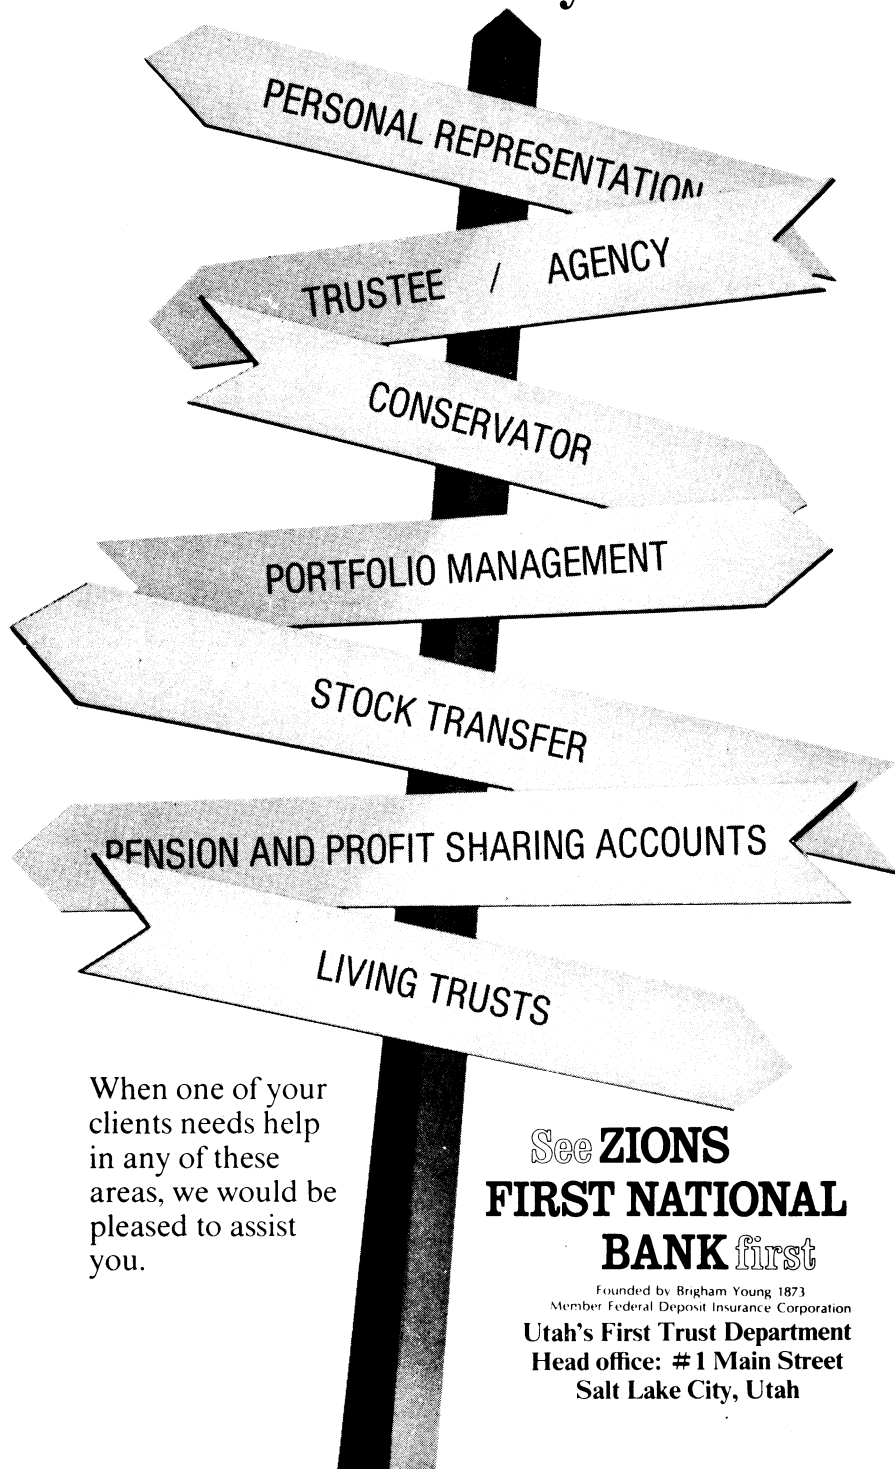 PERSONAL REPRESENTATION
TRUSTEE / AGENCY
CONSERVATOR
PORTFOLIO MANAGEMENT
STOCK TRANSFER
PENSION AND PROFIT SHARING ACCOUNTS
LIVING TRUSTS
When one of your
clients needs help
in any of these
areas, we would be
pleased to assist
you.
See ZIONS
FIRST NATIONAL
BANK first
Founded by Brigham Young 1873
Member Federal Deposit Insurance Corporation
Utah's First Trust Department
Head office: #1 Main Street
Salt Lake City, Utah